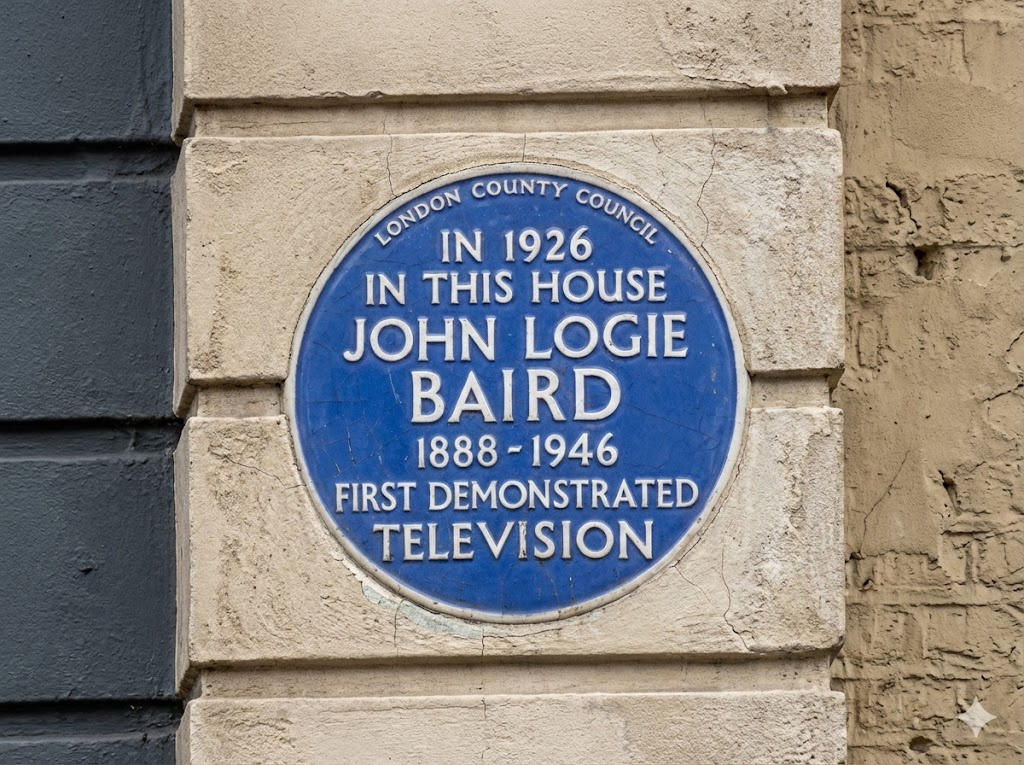 LONDON COUNTY COUNCIL
IN 1926
IN THIS HOUSE
JOHN LOGIE
BAIRD
1888 - 1946
FIRST DEMONSTRATED
TELEVISION